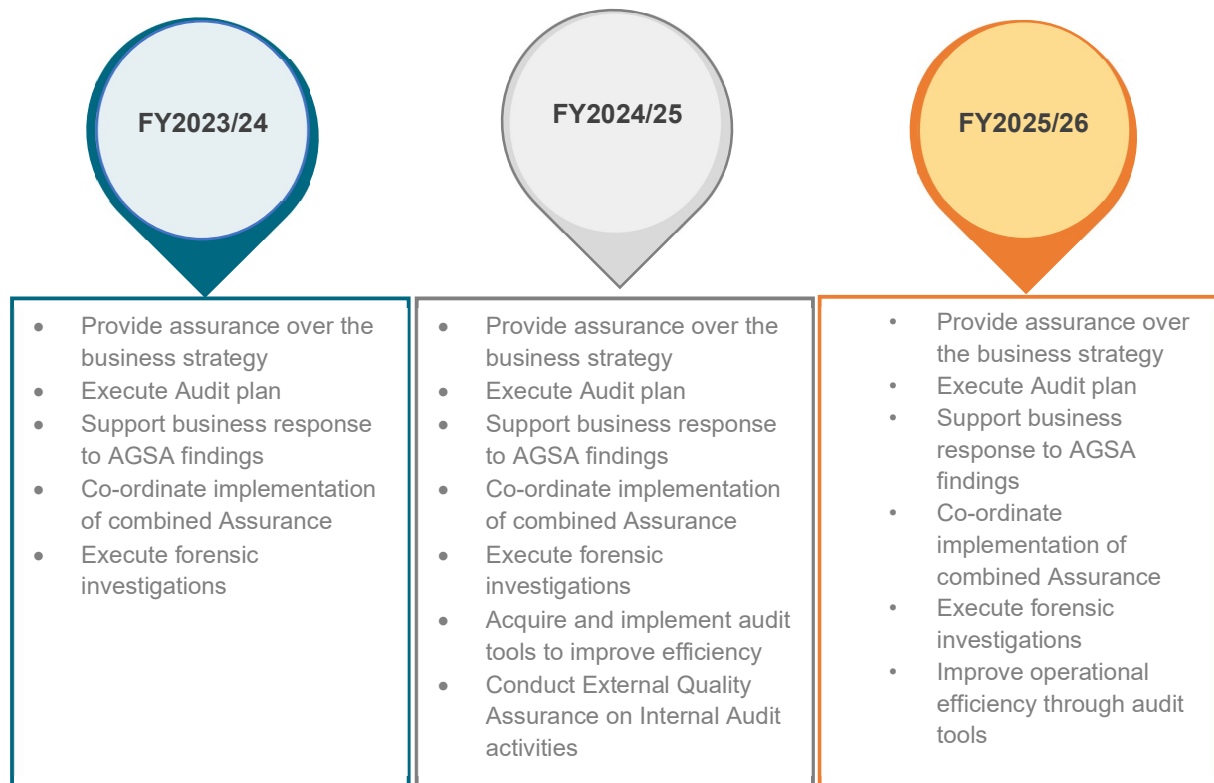 FY2023/24
FY2024/25
FY2025/26
• Provide assurance over the
business strategy
• Execute Audit plan
• Support business response
to AGSA findings
• Co-ordinate implementation
of combined Assurance
• Execute forensic
investigations
• Provide assurance over the
business strategy
• Execute Audit plan
• Support business response
to AGSA findings
• Co-ordinate implementation
of combined Assurance
• Execute forensic
investigations
• Acquire and implement audit
tools to improve efficiency
• Conduct External Quality
Assurance on Internal Audit
activities
• Provide assurance over
the business strategy
• Execute Audit plan
• Support business
response to AGSA
findings
• Co-ordinate
implementation of
combined Assurance
• Execute forensic
investigations
• Improve operational
efficiency through audit
tools